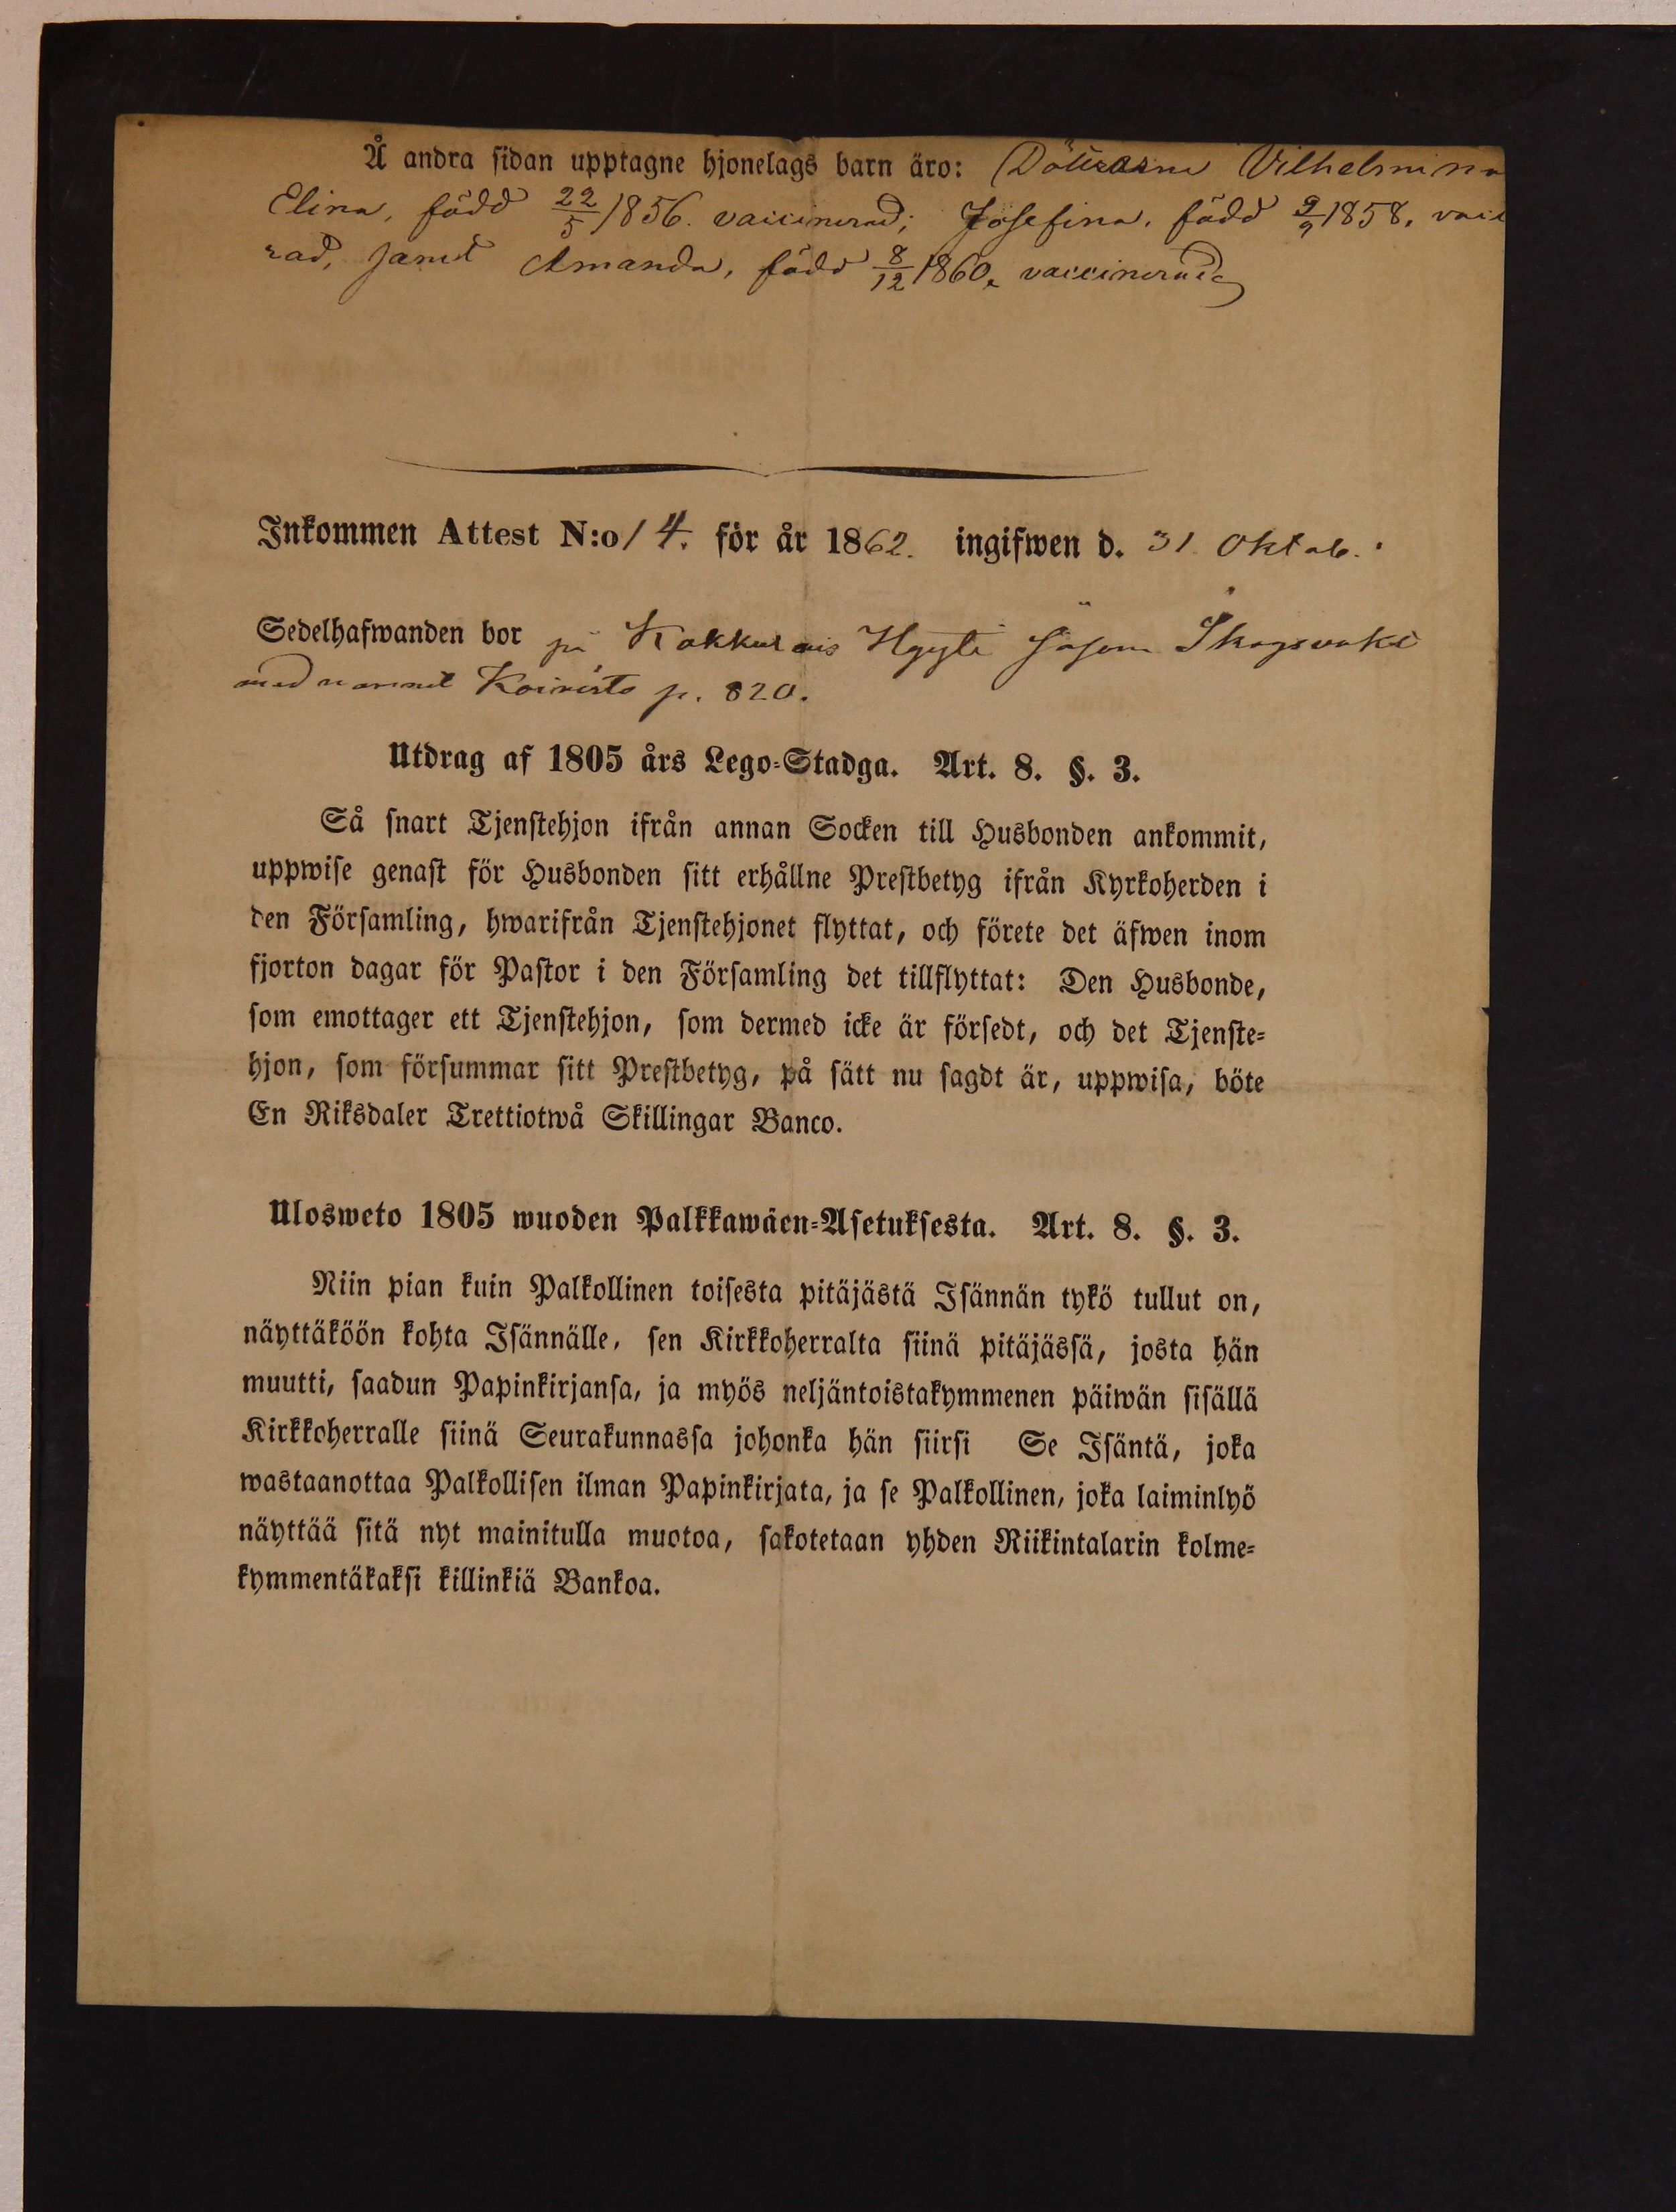 Å andra sidan upptagne hjonelags barn äro: Döttrarne Vilhelmina
Elina, född 22/5 1856. vaccinerad; Josefina, född 9/9 1858, vacc
rad, samt Amanda, född 8/12 1860, vaccinerad
Inkommen Attest N:o 14. för år 1862. ingifwen d. 31 Oktob.
Sedelhafwanden bor på Hyyti såsom Skogsvakt
med namnet Koivisto p. 820.
Utdrag af 1805 års Lego-Stadga. Art. 8. §. 3.
Så snart Tjenstehjon ifrån annan Socken till Husbonden ankommit,
uppwise genast för Husbonden sitt erhållne Prestbetyg ifrån Kyrkoherden i
den Församling, hwarifrån Tjenstehjonet flyttat, och förete det äfwen inom
fjorton dagar för Pastor i den Församling det tillflyttat: Den Husbonde,
som emottager ett Tjenstehjon, som dermed icke är försedt, och det Tjenste-
hjon, som försummar sitt Prestbetyg, på sätt nu sagdt är, uppwisa, böte
En Riksdaler Trettiotwå Skillingar Banco.
Ulosweto 1805 wuoden Palkkawäen-Asetuksesta. Art. 8. §. 3.
Niin pian kuin Palkollinen toisesta pitäjästä Isännän tykö tullut on,
näyttäköön kohta Isännälle, sen Kirkkoherralta siinä pitäjässä, josta hän
muutti, saadun Papinkirjansa, ja myös neljäntoistakymmenen päiwän sisällä
Kirkkoherralle siinä Seurakunnassa johonka hän siirsi Se Isäntä, joka
wastaanottaa Palkollisen ilman Papinkirjata, ja se Palkollinen, joka laiminlyö
näyttää sitä nyt mainitulla muotoa, sakotetaan yhden Riikintalarin kolme-
kymmentäkaksi killinkiä Bankoa.